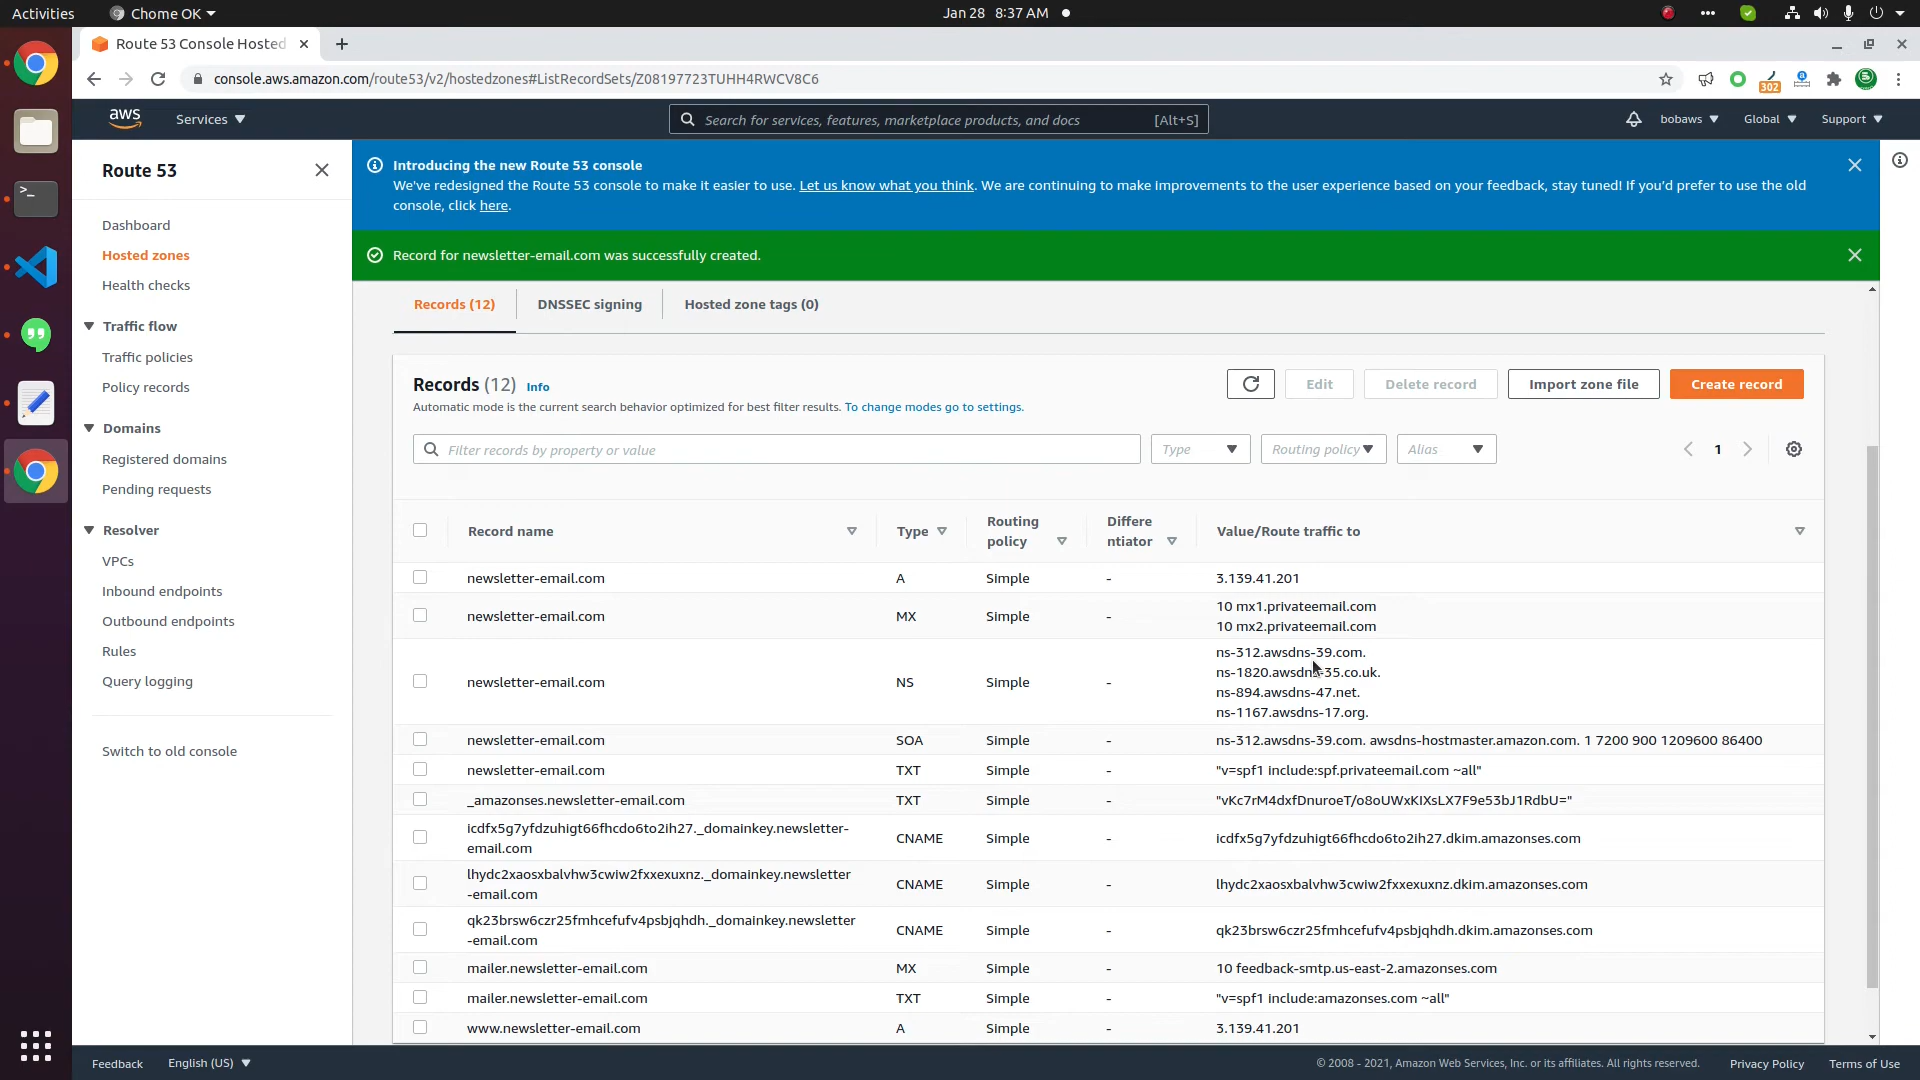 Activities
Chome OK
Jan 28 8:37 AM
Route 53 Console Hosted
console.aws.amazon.com/route53/v2/hostedzones#ListRecordSets/Z08197723TUHH4RWCV8C6
302
aws
Services
Search for services, features, marketplace products, and docs [Alt+S]
bobaws
Global
Support
Route 53
Dashboard
Hosted zones
Health checks
Traffic flow
Traffic policies
Policy records
Domains
Registered domains
Pending requests
Resolver
VPCs
Inbound endpoints
Outbound endpoints
Rules
Query logging
Switch to old console
Introducing the new Route 53 console
We've redesigned the Route 53 console to make it easier to use. Let us know what you think. We are continuing to make improvements to the user experience based on your feedback, stay tuned! If you'd prefer to use the old
console, click here.
Record for newsletter-email.com was successfully created.
Records (12)
DNSSEC signing
Hosted zone tags (0)
Records (12) Info
Automatic mode is the current search behavior optimized for best filter results. To change modes go to settings.
Edit
Delete record
Import zone file
Create record
Filter records by property or value
Type
Routing policy
Alias
1
Record name
Type
Routing
policy
Differe
ntiator
Value/Route traffic to
newsletter-email.com A Simple - 3.139.41.201
newsletter-email.com MX Simple - 10 mx1.privateemail.com
10 mx2.privateemail.com
newsletter-email.com NS Simple - ns-312.awsdns-39.com.
ns-1820.awsdns-35.co.uk.
ns-894.awsdns-47.net.
ns-1167.awsdns-17.org.
newsletter-email.com SOA Simple - ns-312.awsdns-39.com. awsdns-hostmaster.amazon.com. 1 7200 900 1209600 86400
newsletter-email.com TXT Simple - "v=spf1 include:spf.privateemail.com ~all"
_amazonses.newsletter-email.com TXT Simple - "vKc7rM4dxfDnuroeT/o8oUWxKIXsLX7F9e53bJ1RdbU="
icdfx5g7yfdzuhigt66fhcdo6to2ih27._domainkey.newsletter-
email.com CNAME Simple - icdfx5g7yfdzuhigt66fhcdo6to2ih27.dkim.amazonses.com
lhydc2xaosxbalvhw3cwiw2fxxexuxnz._domainkey.newsletter
-email.com CNAME Simple - lhydc2xaosxbalvhw3cwiw2fxxexuxnz.dkim.amazonses.com
qk23brsw6czr25fmhcefufv4psbjqhdh._domainkey.newsletter
-email.com CNAME Simple - qk23brsw6czr25fmhcefufv4psbjqhdh.dkim.amazonses.com
mailer.newsletter-email.com MX Simple - 10 feedback-smtp.us-east-2.amazonses.com
mailer.newsletter-email.com TXT Simple - "v=spf1 include:amazonses.com ~all"
www.newsletter-email.com A Simple - 3.139.41.201
Feedback
English (US)
© 2008 - 2021, Amazon Web Services, Inc. or its affiliates. All rights reserved.
Privacy Policy
Terms of Use